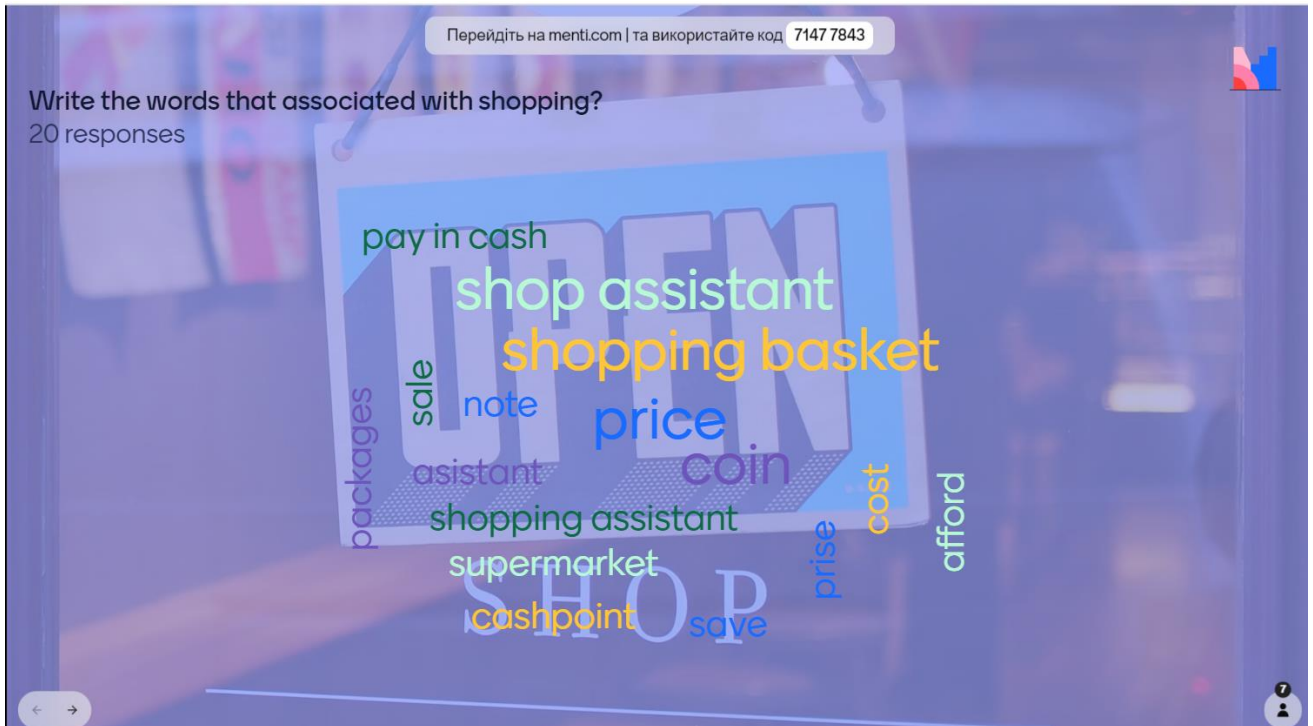 Перейдіть на menti.com | та використайте код 7147 7843
Write the words that associated with shopping?
20 responses
OPEN
pay in cash
shop assistant
shopping basket
sale
note
price
packages
asistant
coin
cost
afford
shopping assistant
prise
supermarket
SHOP
cashpoint
save
7